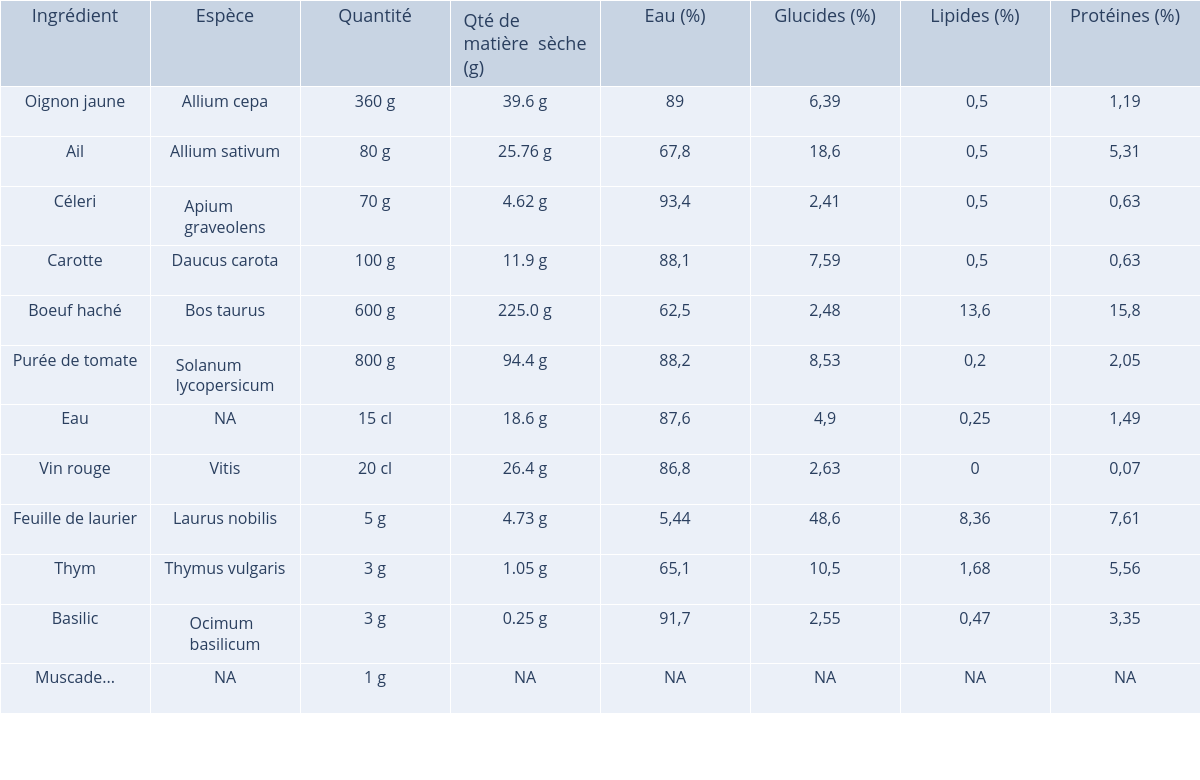 Ingrédient Espèce Quantité Qté de matière sèche (g) Eau (%) Glucides (%) Lipides (%) Protéines (%)
Oignon jaune Allium cepa 360 g 39.6 g 89 6,39 0,5 1,19
Ail Allium sativum 80 g 25.76 g 67,8 18,6 0,5 5,31
Céleri Apium graveolens 70 g 4.62 g 93,4 2,41 0,5 0,63
Carotte Daucus carota 100 g 11.9 g 88,1 7,59 0,5 0,63
Boeuf haché Bos taurus 600 g 225.0 g 62,5 2,48 13,6 15,8
Purée de tomate Solanum lycopersicum 800 g 94.4 g 88,2 8,53 0,2 2,05
Eau NA 15 cl 18.6 g 87,6 4,9 0,25 1,49
Vin rouge Vitis 20 cl 26.4 g 86,8 2,63 0 0,07
Feuille de laurier Laurus nobilis 5 g 4.73 g 5,44 48,6 8,36 7,61
Thym Thymus vulgaris 3 g 1.05 g 65,1 10,5 1,68 5,56
Basilic Ocimum basilicum 3 g 0.25 g 91,7 2,55 0,47 3,35
Muscade... NA 1 g NA NA NA NA NA